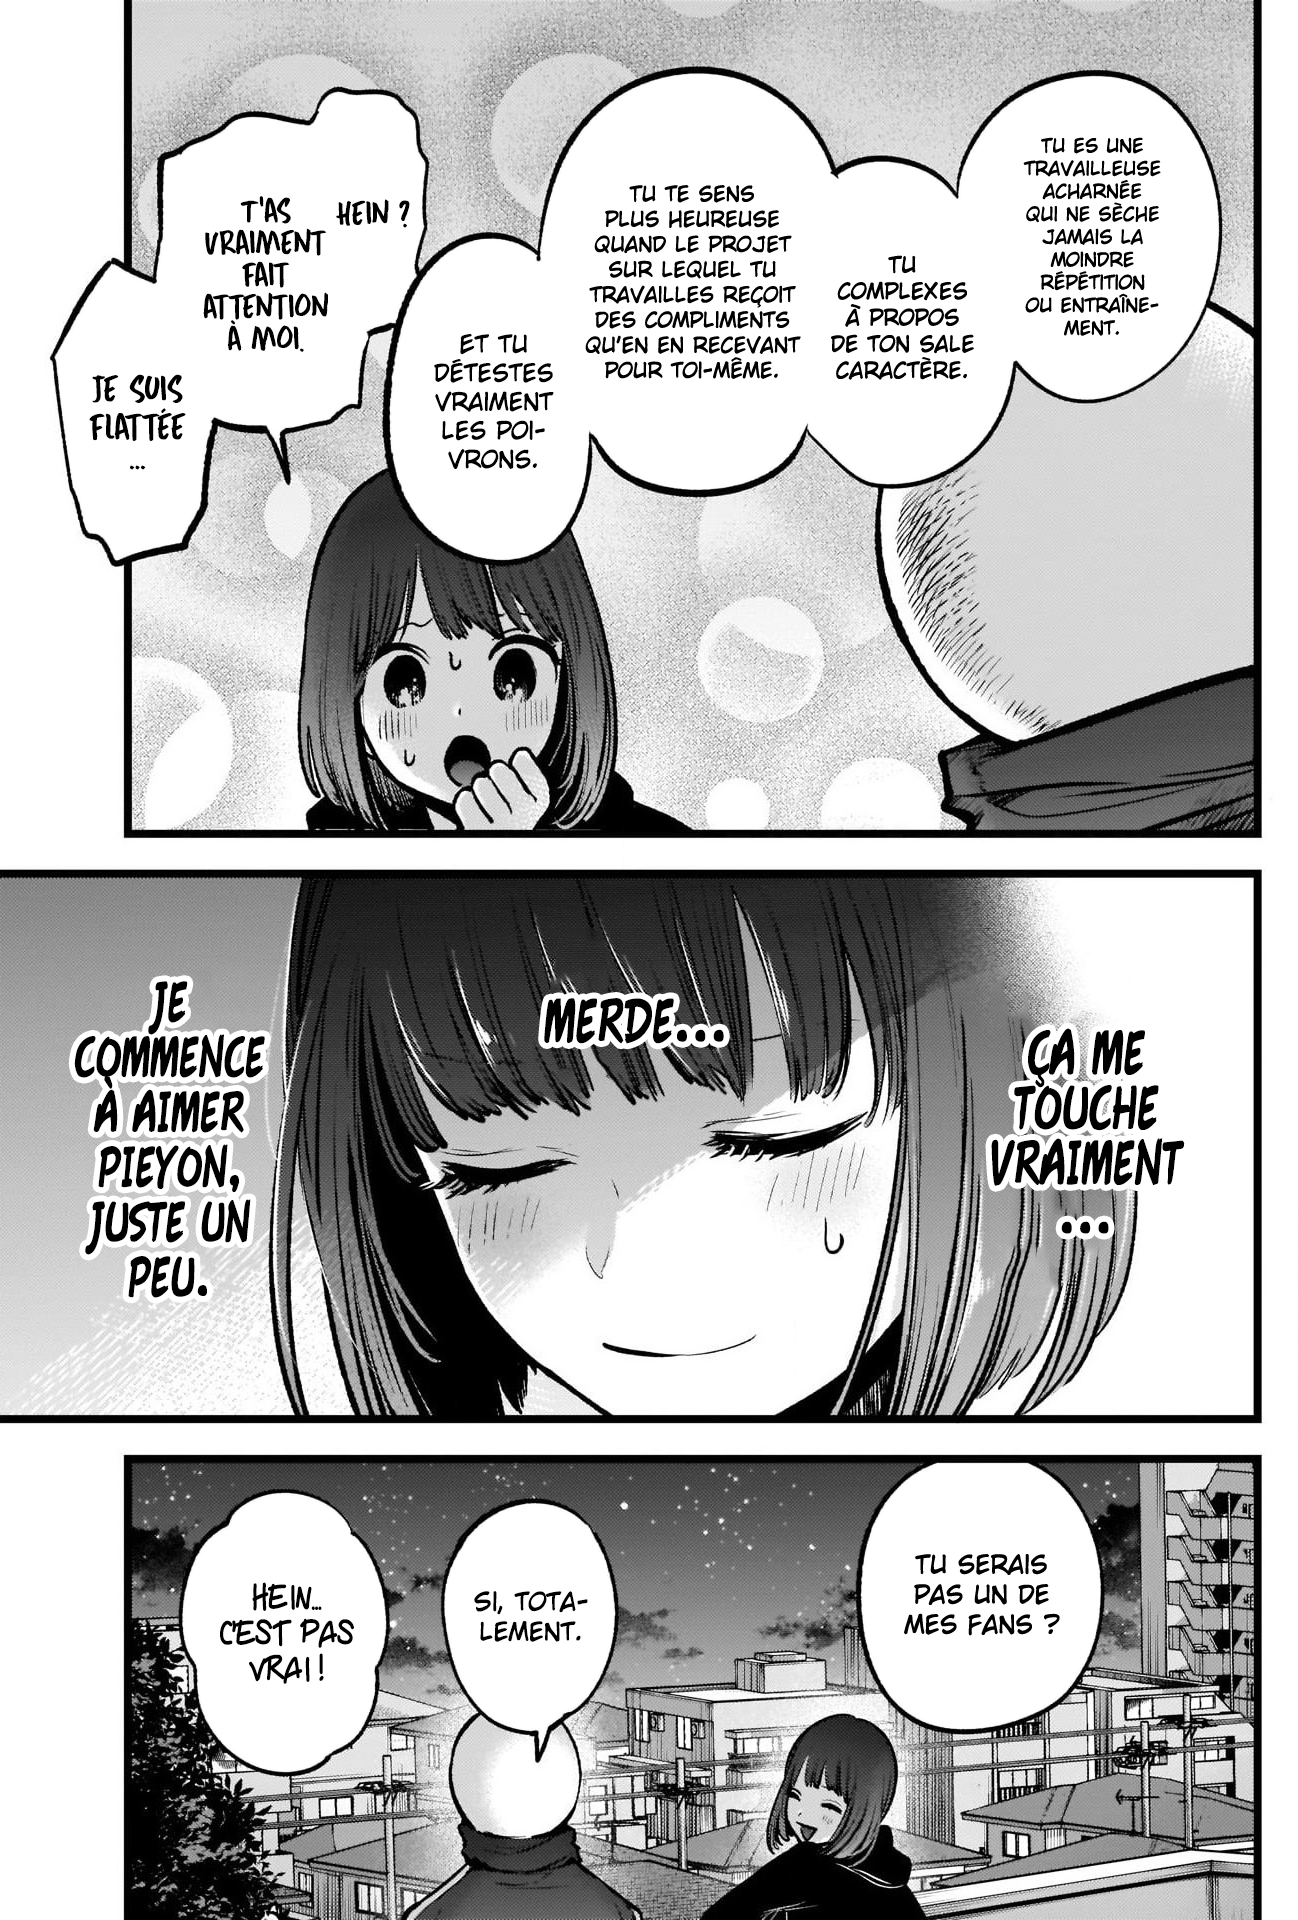 TU ES UNE
TRAVAILLEUSE
ACHARNÉE
QUI NE SÈCHE
JAMAIS LA
MOINDRE
RÉPÉTITION
OU ENTRAÎNE-
MENT.
TU
COMPLEXES
À PROPOS
DE TON SALE
CARACTÈRE.
TU TE SENS
PLUS HEUREUSE
QUAND LE PROJET
SUR LEQUEL TU
TRAVAILLES REÇOIT
DES COMPLIMENTS
QU'EN EN RECEVANT
POUR TOI-MÊME.
ET TU
DÉTESTES
VRAIMENT
LES POI-
VRONS.
HEIN ?
T'AS
VRAIMENT
FAIT
ATTENTION
À MOI.
JE SUIS
FLATTÉE
...
ÇA ME
TOUCHE
VRAIMENT
...
MERDE...
JE
COMMENCE
À AIMER
PIEYON,
JUSTE UN
PEU.
TU SERAIS
PAS UN DE
MES FANS ?
SI, TOTA-
LEMENT.
HEIN...
C'EST PAS
VRAI !